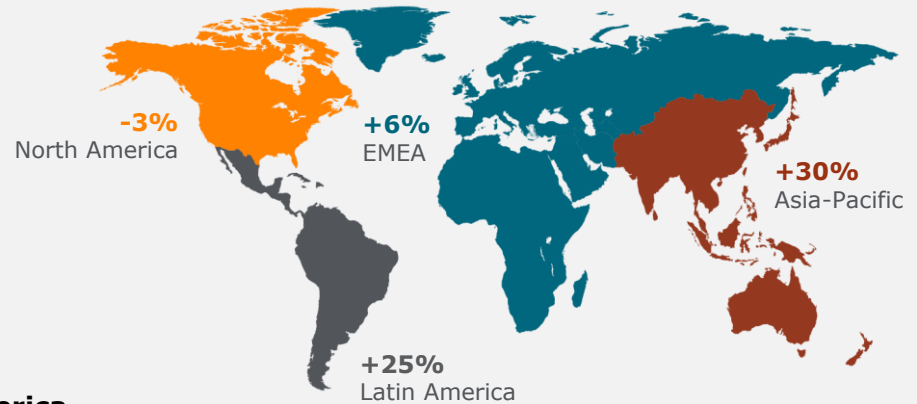 -3%
North America
+6%
EMEA
+30%
Asia-Pacific
+25%
Latin America